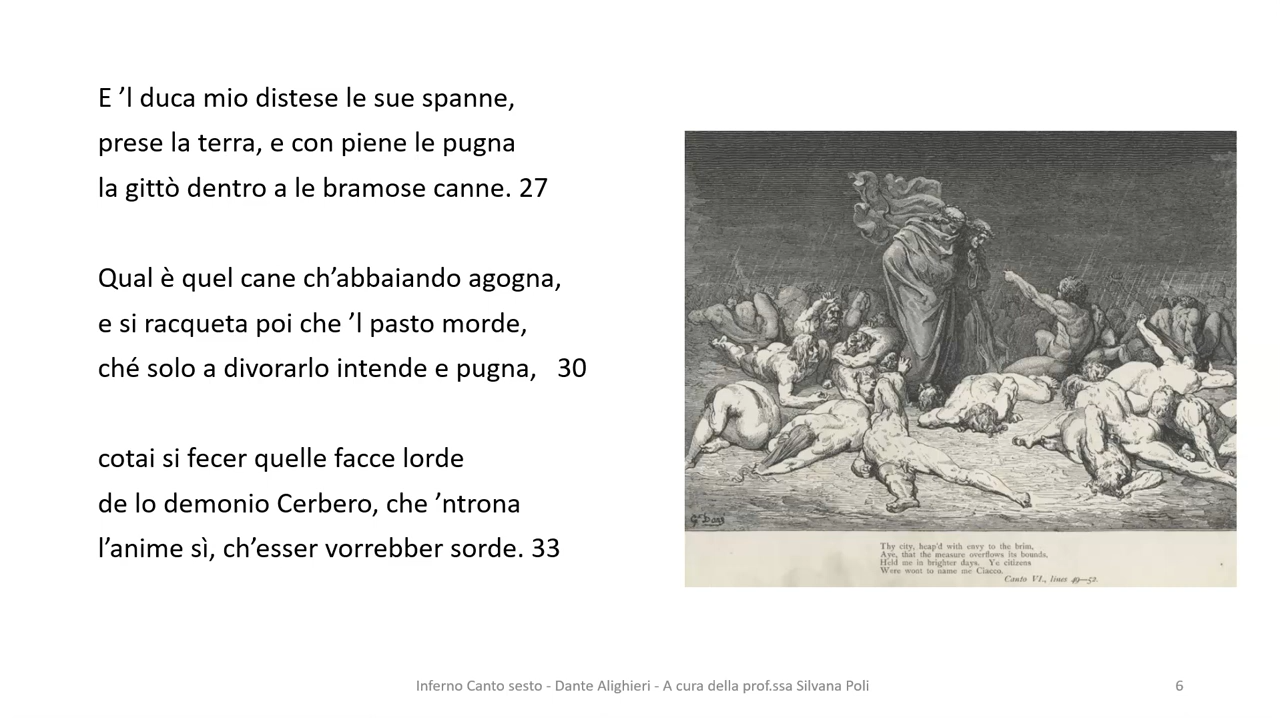 E ’l duca mio distese le sue spanne,
prese la terra, e con piene le pugna
la gittò dentro a le bramose canne. 27
Qual è quel cane ch’abbaiando agogna,
e si racqueta poi che ’l pasto morde,
ché solo a divorarlo intende e pugna, 30
cotai si fecer quelle facce lorde
de lo demonio Cerbero, che ’ntrona
l’anime sì, ch’esser vorrebber sorde. 33
G. Doré
Thy city, heap'd with envy to the brim,
Aye, that the measure overflows its bounds,
Held me in brighter days. Ye citizens
Were wont to name me Ciacco.
Canto VI., lines 49—52.
Inferno Canto sesto - Dante Alighieri - A cura della prof.ssa Silvana Poli
6